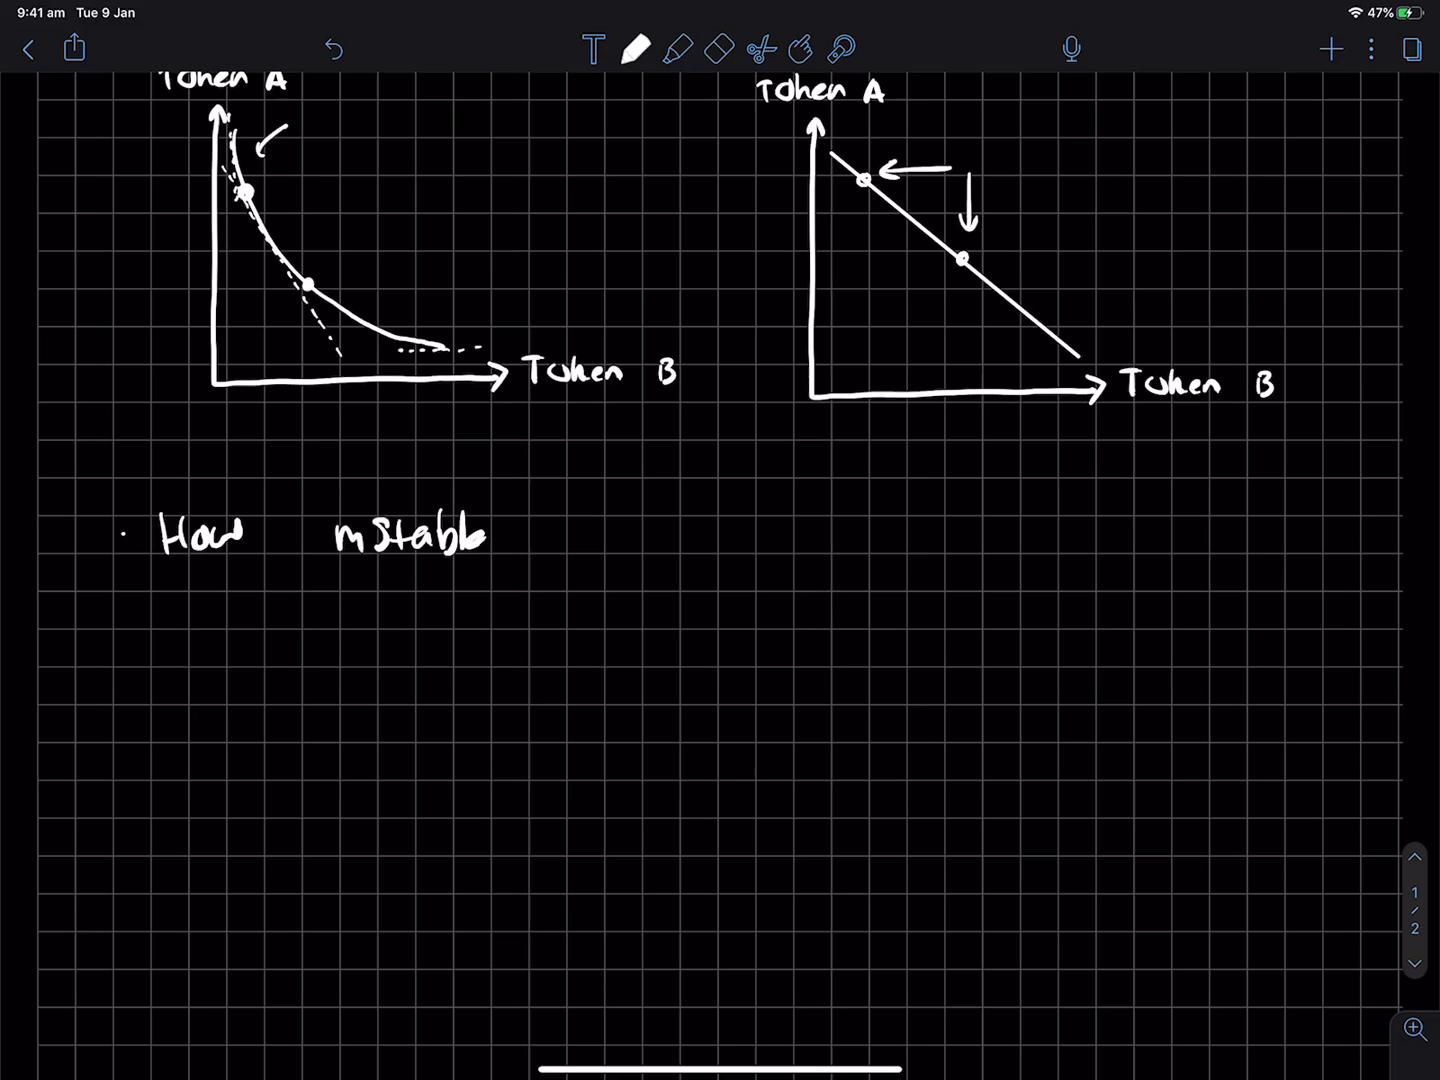 9:41 am Tue 9 Jan 47%
Token A Token A
Token B Token B
· How mStable
1
/
2